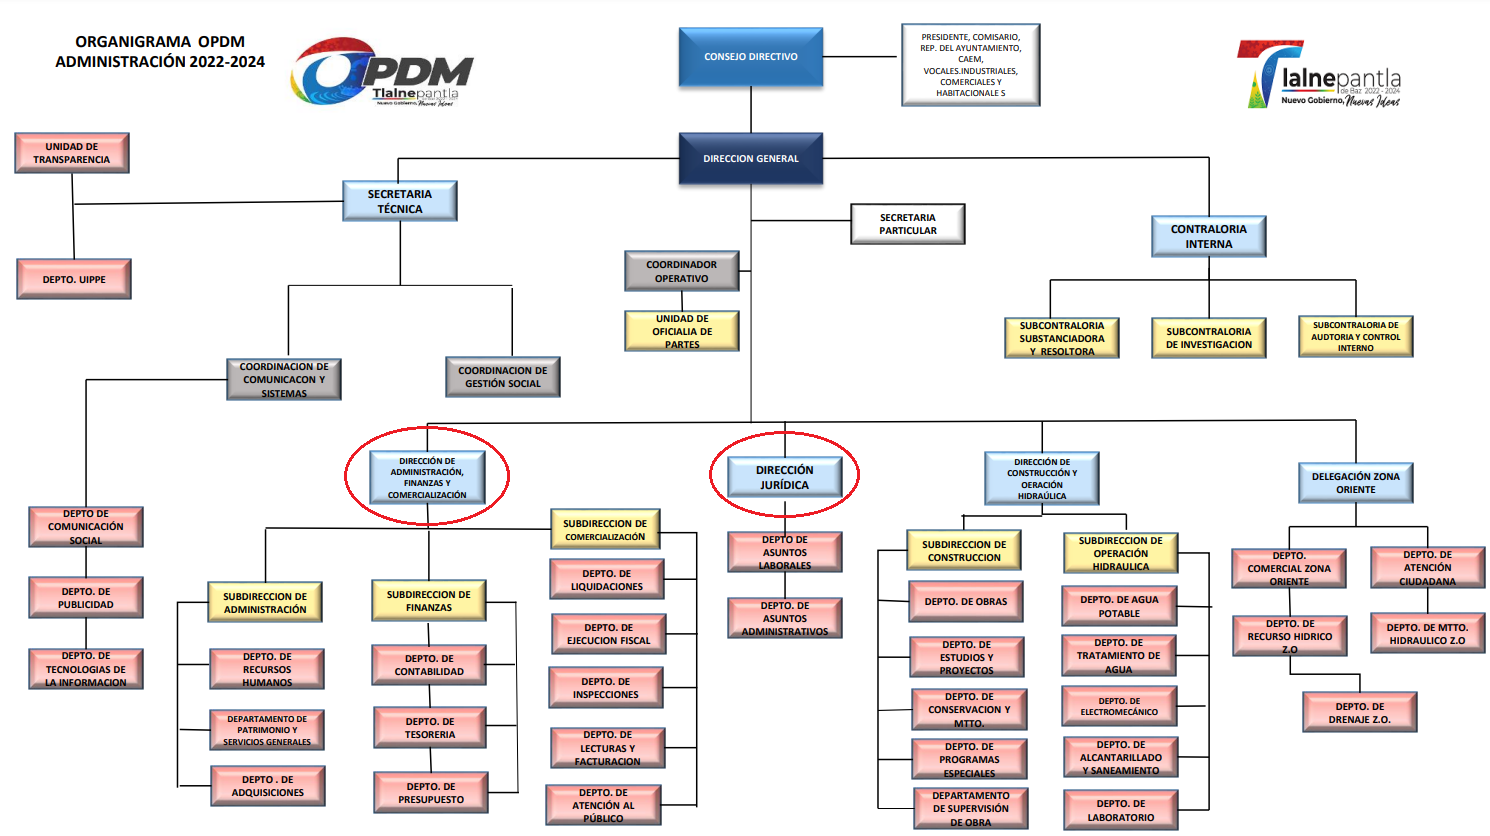 ORGANIGRAMA OPDM
ADMINISTRACIÓN 2022-2024
OPDM
Tlalnepantla
de Baz 2022 - 2024
Nuevo Gobierno, Nuevas Ideas
CONSEJO DIRECTIVO
PRESIDENTE, COMISARIO,
REP. DEL AYUNTAMIENTO,
CAEM,
VOCALES.INDUSTRIALES,
COMERCIALES Y
HABITACIONALE S
Tlalnepantla
de Baz 2022 - 2024
Nuevo Gobierno, Nuevas Ideas
UNIDAD DE
TRANSPARENCIA
DIRECCION GENERAL
SECRETARIA
TÉCNICA
SECRETARIA
PARTICULAR
CONTRALORIA
INTERNA
DEPTO. UIPPE
COORDINADOR
OPERATIVO
UNIDAD DE
OFICIALIA DE
PARTES
SUBCONTRALORIA
SUBSTANCIADORA
Y RESOLTORA
SUBCONTRALORIA
DE INVESTIGACION
SUBCONTRALORIA DE
AUDTORIA Y CONTROL
INTERNO
COORDINACION DE
COMUNICACON Y
SISTEMAS
COORDINACION DE
GESTIÓN SOCIAL
DIRECCIÓN DE
ADMINISTRACIÓN,
FINANZAS Y
COMERCIALIZACIÓN
DIRECCIÓN
JURÍDICA
DIRECCIÓN DE
CONSTRUCCIÓN Y
OERACIÓN
HIDRAÚLICA
DELEGACIÓN ZONA
ORIENTE
DEPTO DE
COMUNICACIÓN
SOCIAL
DEPTO. DE
PUBLICIDAD
DEPTO. DE
TECNOLOGIAS DE
LA INFORMACION
SUBDIRECCION DE
ADMINISTRACIÓN
DEPTO. DE
RECURSOS
HUMANOS
DEPARTAMENTO DE
PATRIMONIO Y
SERVICIOS GENERALES
DEPTO . DE
ADQUISICIONES
SUBDIRECCION DE
FINANZAS
DEPTO. DE
CONTABILIDAD
DEPTO. DE
TESORERIA
DEPTO. DE
PRESUPUESTO
SUBDIRECCION DE
COMERCIALIZACIÓN
DEPTO. DE
LIQUIDACIONES
DEPTO. DE
EJECUCION FISCAL
DEPTO. DE
INSPECCIONES
DEPTO. DE
LECTURAS Y
FACTURACION
DEPTO. DE
ATENCIÓN AL
PÚBLICO
DEPTO DE
ASUNTOS
LABORALES
DEPTO. DE
ASUNTOS
ADMINISTRATIVOS
SUBDIRECCION DE
CONSTRUCCION
DEPTO. DE OBRAS
DEPTO. DE
ESTUDIOS Y
PROYECTOS
DEPTO. DE
CONSERVACION Y
MTTO.
DEPTO. DE
PROGRAMAS
ESPECIALES
DEPARTAMENTO
DE SUPERVISIÓN
DE OBRA
SUBDIRECCION DE
OPERACIÓN
HIDRAULICA
DEPTO. DE AGUA
POTABLE
DEPTO. DE
TRATAMIENTO DE
AGUA
DEPTO. DE
ELECTROMECÁNICO
DEPTO. DE
ALCANTARILLADO
Y SANEAMIENTO
DEPTO. DE
LABORATORIO
DEPTO.
COMERCIAL ZONA
ORIENTE
DEPTO. DE
RECURSO HIDRICO
Z.O
DEPTO. DE
DRENAJE Z.O.
DEPTO. DE
ATENCIÓN
CIUDADANA
DEPTO. DE MTTO.
HIDRAULICO Z.O